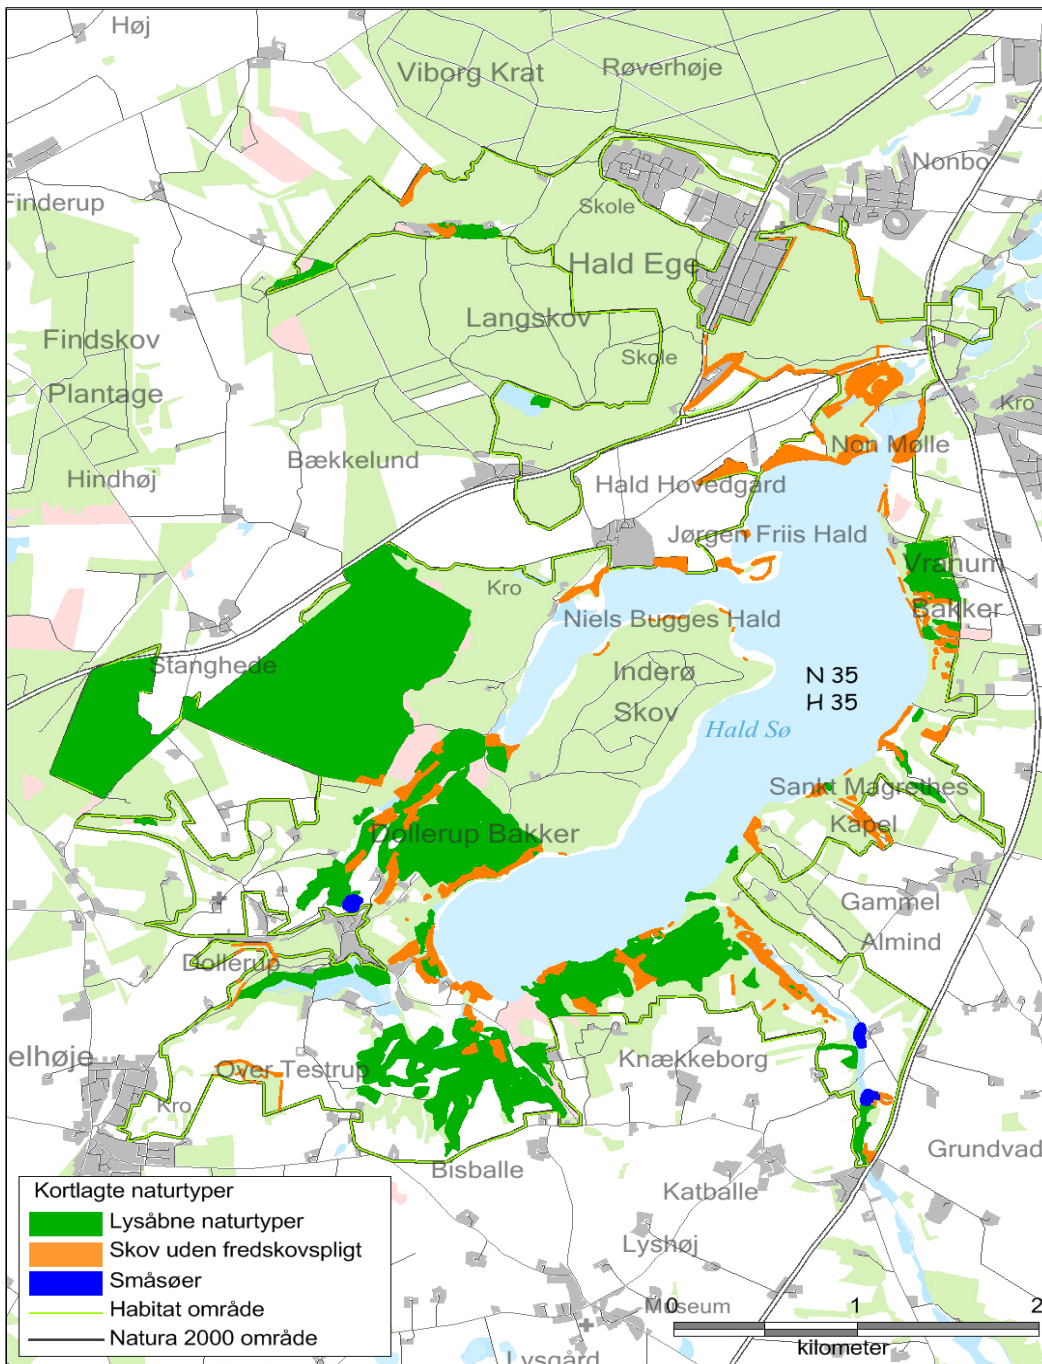 Høj
Viborg Krat
Røverhøje
Nonbo
Finderup
Skole
Hald Ege
Langskov
Findskov
Plantage
Skole
Kro
Bækkelund
Non Mølle
Hindhøj
Hald Hovedgård
Jørgen Friis Hald
Vranum
Bakker
Kro
Niels Bugges Hald
Stanghede
Inderø
Skov
N 35
H 35
Hald Sø
Sankt Magrethes
Kapel
Dollerup Bakker
Gammel
Almind
Dollerup
elhøje
Over Testrup
Knækkeborg
Kro
Bisballe
Grundvad
Katballe
Lyshøj
Museum
Lysgård
Kortlagte naturtyper
Lysåbne naturtyper
Skov uden fredskovspligt
Småsøer
Habitat område
Natura 2000 område
0 1 2
kilometer